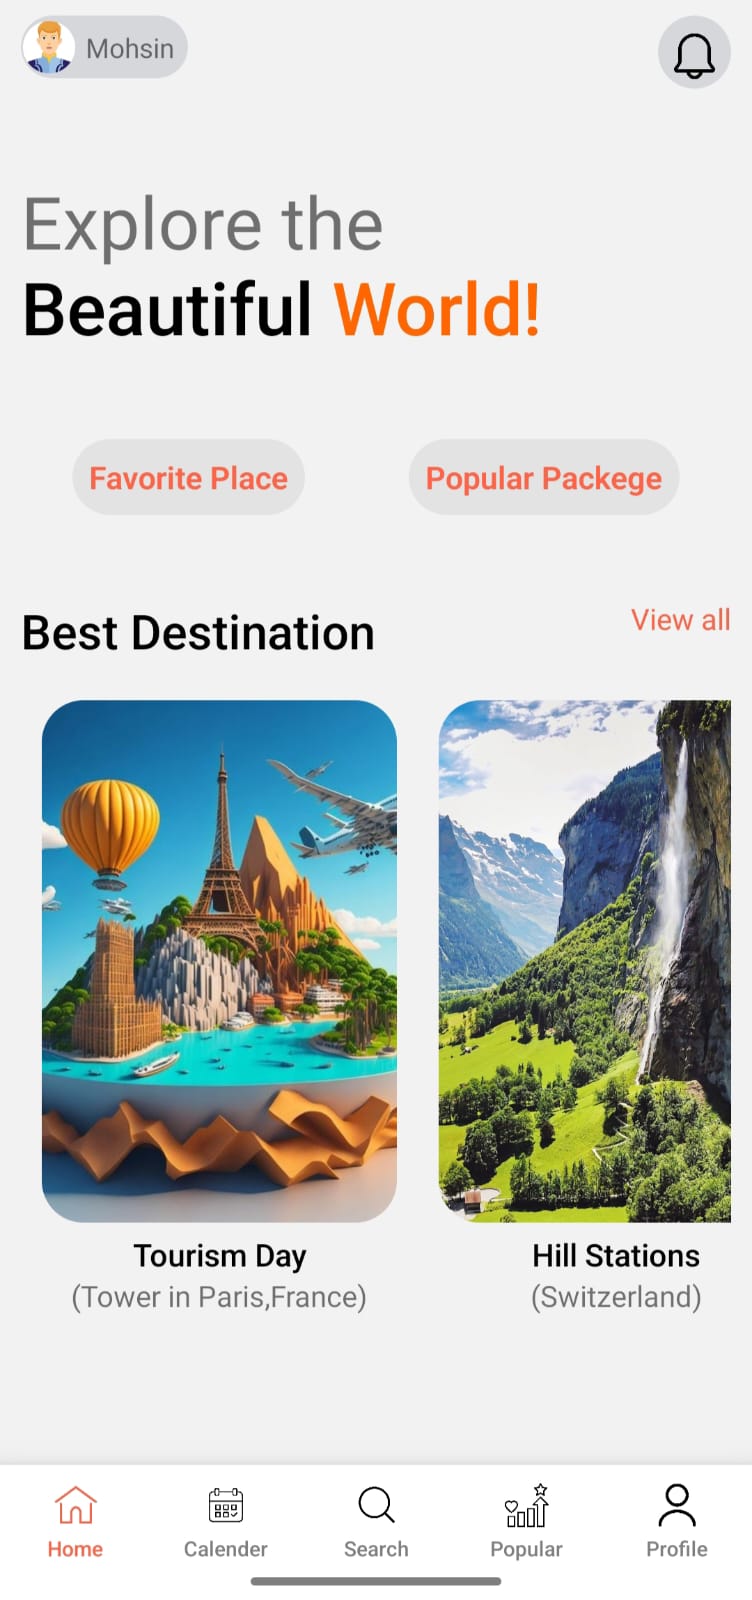 Mohsin
Explore the
Beautiful World!
Favorite Place
Popular Packege
Best Destination
View all
Tourism Day
(Tower in Paris,France)
Hill Stations
(Switzerland)
Home
Calender
Search
Popular
Profile